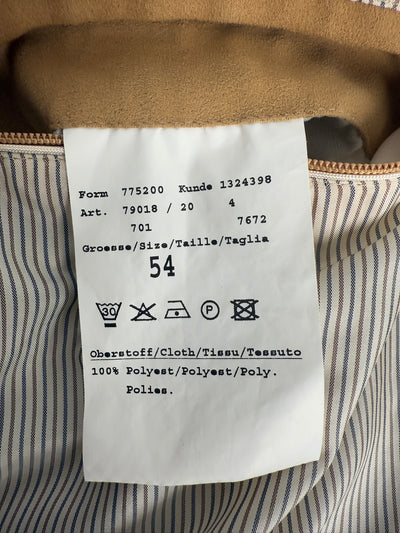 Form 775200 Kunde 1324398
Art. 79018 / 20 4
701 7672
Groesse/Size/Taille/Taglia
54
30 P
Oberstoff/Cloth/Tissu/Tessuto
100% Polyest/Polyest/Poly.
Polies.